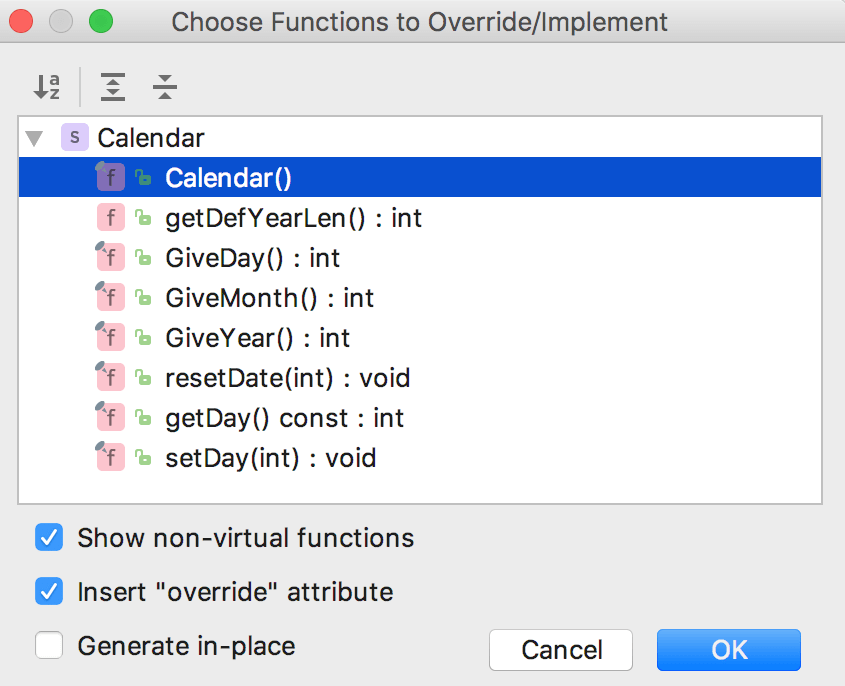 Choose Functions to Override/Implement
a
z
S Calendar
f Calendar()
f getDefYearLen() : int
f GiveDay() : int
f GiveMonth() : int
f GiveYear() : int
f resetDate(int) : void
f getDay() const : int
f setDay(int) : void
Show non-virtual functions
Insert "override" attribute
Generate in-place
Cancel OK